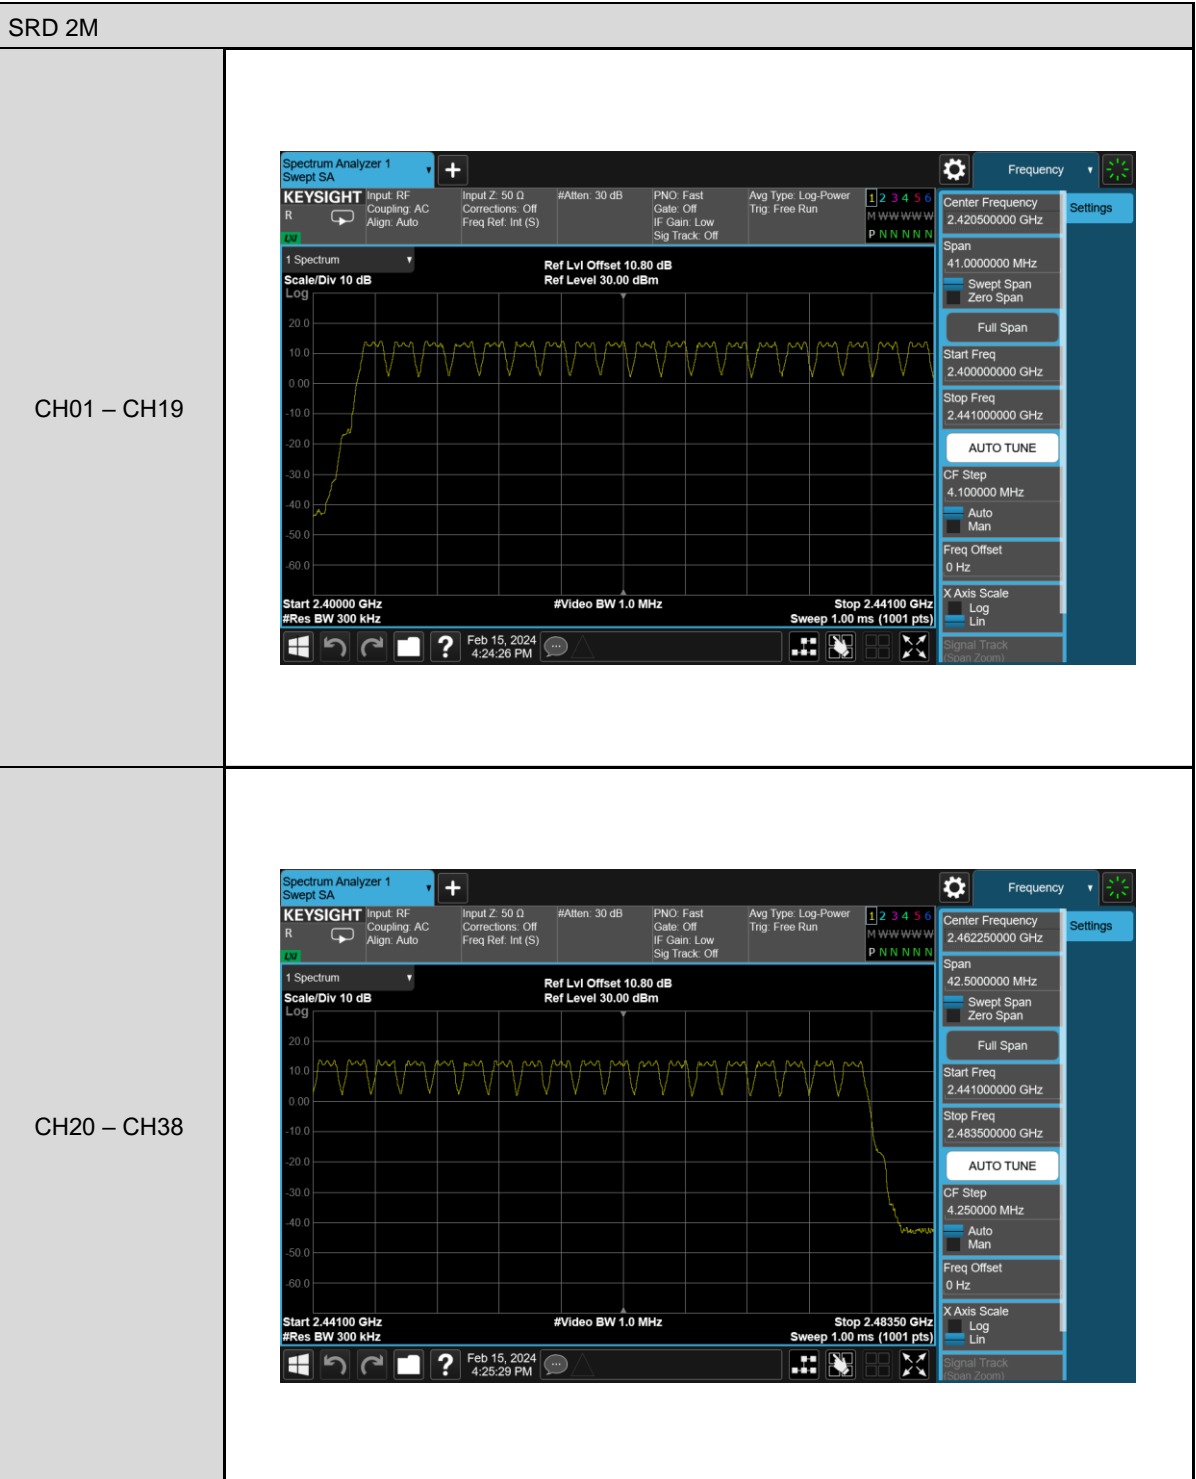 SRD 2M
CH01 – CH19
Spectrum Analyzer 1
Swept SA
Frequency
KEYSIGHT
R
LXI
Input: RF
Coupling: AC
Align: Auto
Input Z: 50 Ω
Corrections: Off
Freq Ref: Int (S)
#Atten: 30 dB
PNO: Fast
Gate: Off
IF Gain: Low
Sig Track: Off
Avg Type: Log-Power
Trig: Free Run
1 2 3 4 5 6
M W W W W W
P N N N N N
1 Spectrum
Scale/Div 10 dB
Ref Lvl Offset 10.80 dB
Ref Level 30.00 dBm
Log
20.0
10.0
0.00
-10.0
-20.0
-30.0
-40.0
-50.0
-60.0
Start 2.40000 GHz
#Res BW 300 kHz
#Video BW 1.0 MHz
Stop 2.44100 GHz
Sweep 1.00 ms (1001 pts)
Feb 15, 2024
4:24:26 PM
Center Frequency
2.420500000 GHz
Settings
Span
41.0000000 MHz
Swept Span
Zero Span
Full Span
Start Freq
2.400000000 GHz
Stop Freq
2.441000000 GHz
AUTO TUNE
CF Step
4.100000 MHz
Auto
Man
Freq Offset
0 Hz
X Axis Scale
Log
Lin
Signal Track
(Span Zoom)
CH20 – CH38
Spectrum Analyzer 1
Swept SA
Frequency
KEYSIGHT
R
LXI
Input: RF
Coupling: AC
Align: Auto
Input Z: 50 Ω
Corrections: Off
Freq Ref: Int (S)
#Atten: 30 dB
PNO: Fast
Gate: Off
IF Gain: Low
Sig Track: Off
Avg Type: Log-Power
Trig: Free Run
1 2 3 4 5 6
M W W W W W
P N N N N N
1 Spectrum
Scale/Div 10 dB
Ref Lvl Offset 10.80 dB
Ref Level 30.00 dBm
Log
20.0
10.0
0.00
-10.0
-20.0
-30.0
-40.0
-50.0
-60.0
Start 2.44100 GHz
#Res BW 300 kHz
#Video BW 1.0 MHz
Stop 2.48350 GHz
Sweep 1.00 ms (1001 pts)
Feb 15, 2024
4:25:29 PM
Center Frequency
2.462250000 GHz
Settings
Span
42.5000000 MHz
Swept Span
Zero Span
Full Span
Start Freq
2.441000000 GHz
Stop Freq
2.483500000 GHz
AUTO TUNE
CF Step
4.250000 MHz
Auto
Man
Freq Offset
0 Hz
X Axis Scale
Log
Lin
Signal Track
(Span Zoom)